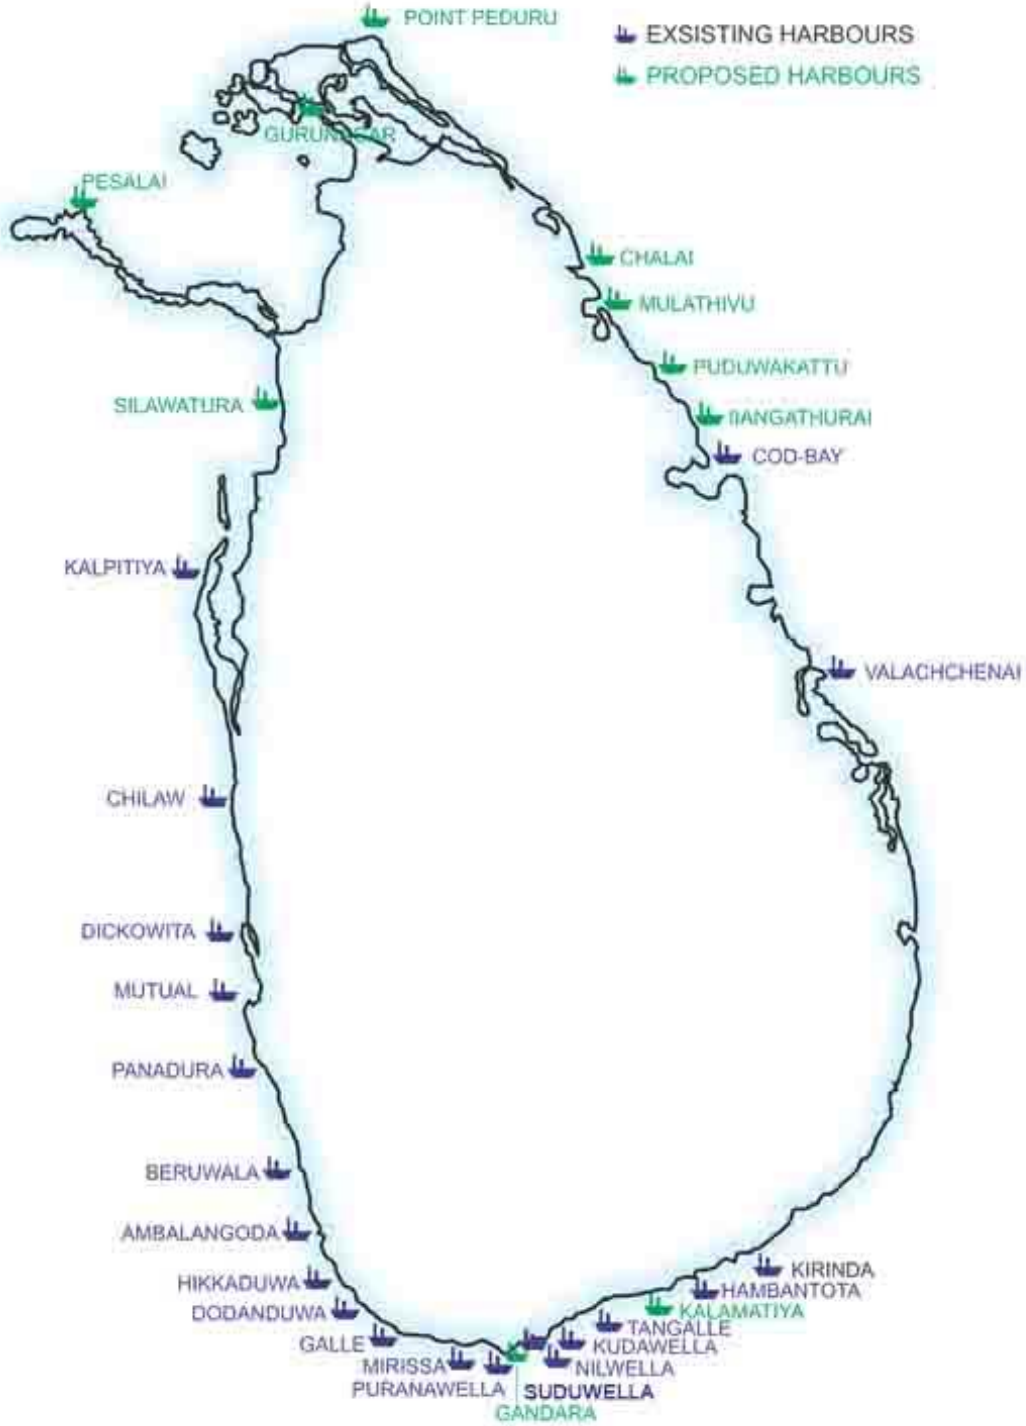 POINT PEDURU
EXSISTING HARBOURS
PROPOSED HARBOURS
GURUNAGAR
PESALAI
CHALAI
MULATHIVU
PUDUWAKATTU
SILAWATURA
COD-BAY
KALPITIYA
VALACHCHENAI
CHILAW
DICKOWITA
MUTUAL
PANADURA
BERUWALA
AMBALANGODA
HIKKADUWA
KIRINDA
HAMBANTOTA
DODANDUWA
KALAMATIYA
TANGALLE
GALLE
KUDAWELLA
MIRISSA
NILWELLA
PURANAWELLA
SUDUWELLA
GANDARA